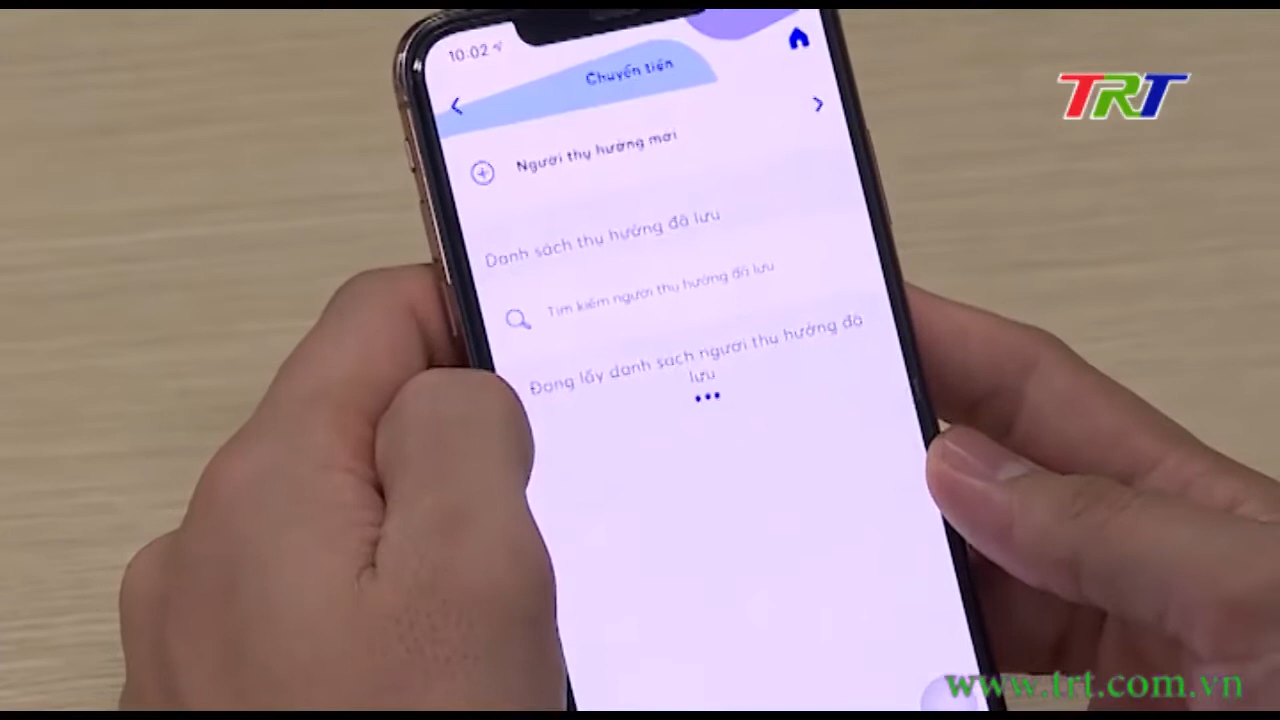 10:02
TRT
Chuyển tiền
Người thụ hưởng mới
Danh sách thụ hưởng đã lưu
Tìm kiếm người thụ hưởng đã lưu
Đang lấy danh sách người thụ hưởng đã
lưu
www.trt.com.vn